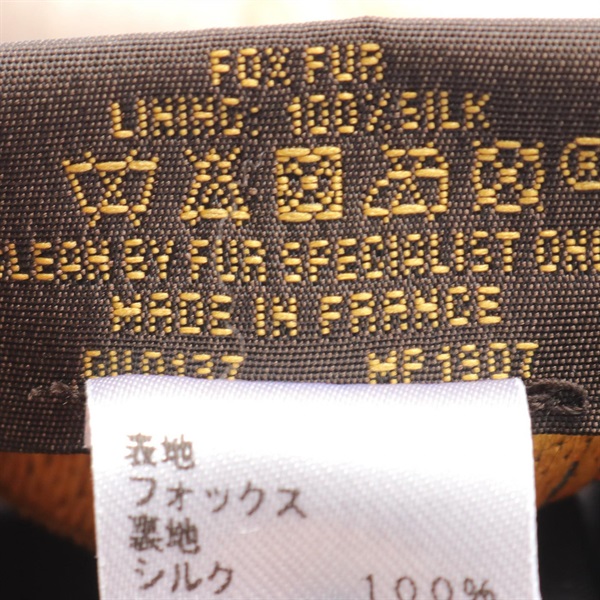 FOX FUR
LINING: 100% SILK
CLEAN BY FUR SPECIALIST
MADE IN FRANCE
表地
フォックス
裏地
シルク 100%